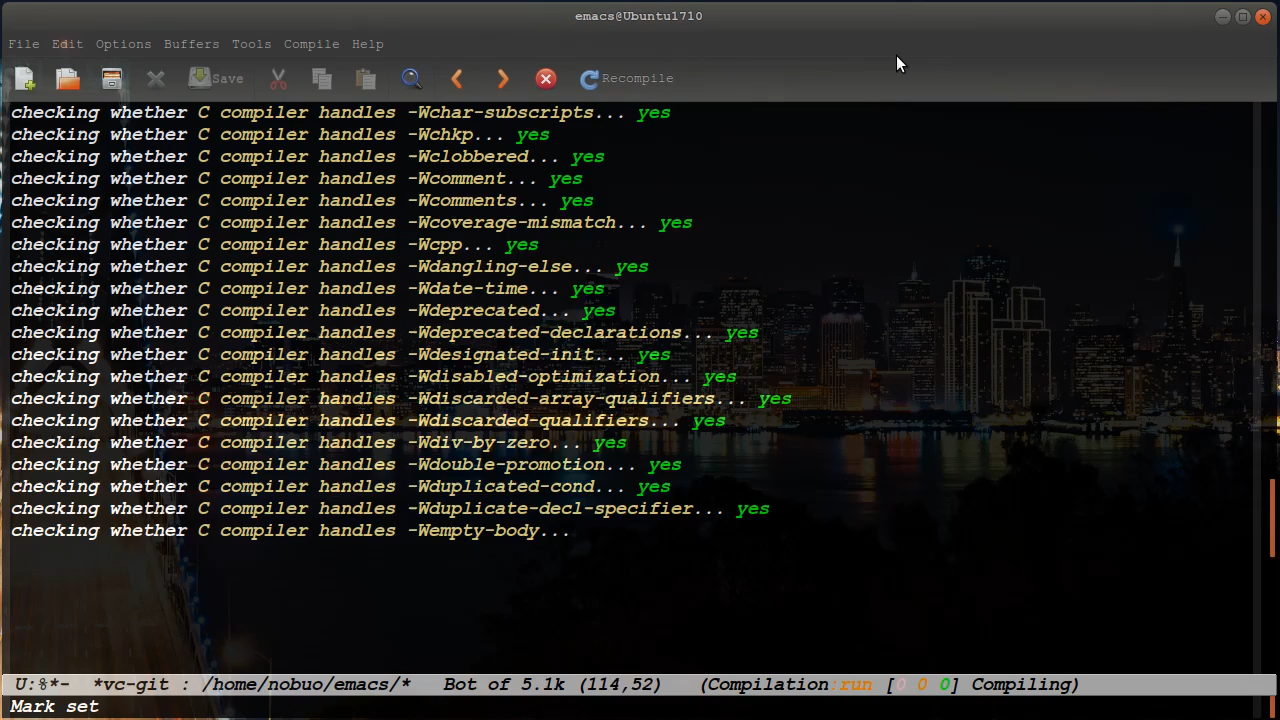 emacs@Ubuntu1710
File Edit Options Buffers Tools Compile Help
Save Recompile
checking whether C compiler handles -Wchar-subscripts... yes
checking whether C compiler handles -Wchkp... yes
checking whether C compiler handles -Wclobbered... yes
checking whether C compiler handles -Wcomment... yes
checking whether C compiler handles -Wcomments... yes
checking whether C compiler handles -Wcoverage-mismatch... yes
checking whether C compiler handles -Wcpp... yes
checking whether C compiler handles -Wdangling-else... yes
checking whether C compiler handles -Wdate-time... yes
checking whether C compiler handles -Wdeprecated... yes
checking whether C compiler handles -Wdeprecated-declarations... yes
checking whether C compiler handles -Wdesignated-init... yes
checking whether C compiler handles -Wdisabled-optimization... yes
checking whether C compiler handles -Wdiscarded-array-qualifiers... yes
checking whether C compiler handles -Wdiscarded-qualifiers... yes
checking whether C compiler handles -Wdiv-by-zero... yes
checking whether C compiler handles -Wdouble-promotion... yes
checking whether C compiler handles -Wduplicated-cond... yes
checking whether C compiler handles -Wduplicate-decl-specifier... yes
checking whether C compiler handles -Wempty-body...
U:%*- *vc-git : /home/nobuo/emacs/* Bot of 5.1k (114,52) (Compilation:run [0 0 0] Compiling)
Mark set